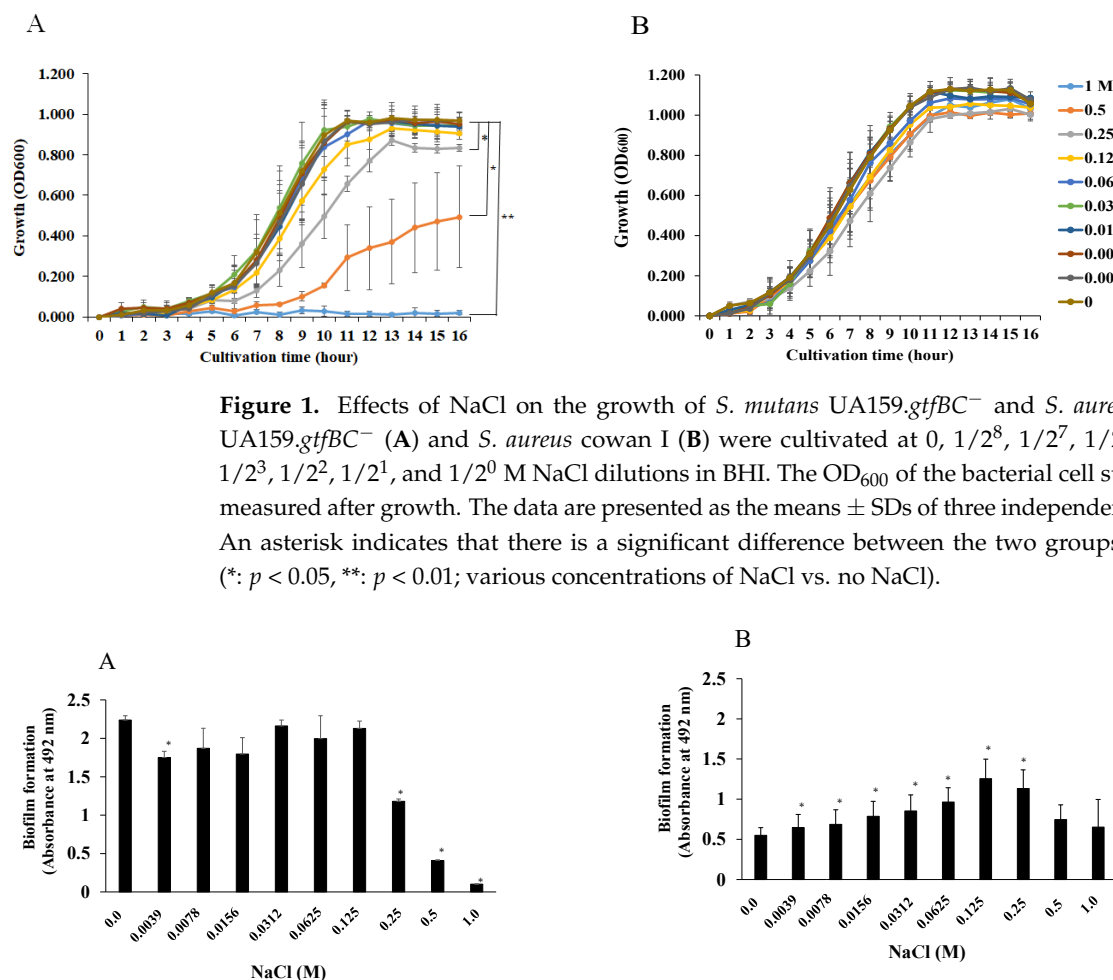 A
B
1.200
1.000
0.800
0.600
0.400
0.200
0.000
Growth (OD600)
0 1 2 3 4 5 6 7 8 9 10 11 12 13 14 15 16
Cultivation time (hour)
*
*
**
1.200
1.000
0.800
0.600
0.400
0.200
0.000
Growth (OD600)
0 1 2 3 4 5 6 7 8 9 10 11 12 13 14 15 16
Cultivation time (hour)
1 M
0.5
0.25
0.12
0.06
0.03
0.01
0.00
0.00
0
Figure 1. Effects of NaCl on the growth of S. mutans UA159.gtfBC− and S. aure
UA159.gtfBC− (A) and S. aureus cowan I (B) were cultivated at 0, 1/2⁸, 1/2⁷, 1/2
1/2³, 1/2², 1/2¹, and 1/2⁰ M NaCl dilutions in BHI. The OD₆₀₀ of the bacterial cell s
measured after growth. The data are presented as the means ± SDs of three independe
An asterisk indicates that there is a significant difference between the two groups
(*: p < 0.05, **: p < 0.01; various concentrations of NaCl vs. no NaCl).
A
2.5
2
1.5
1
0.5
0
Biofilm formation
(Absorbance at 492 nm)
* * * *
0.0 0.0039 0.0078 0.0156 0.0312 0.0625 0.125 0.25 0.5 1.0
NaCl (M)
B
2.5
2
1.5
1
0.5
0
Biofilm formation
(Absorbance at 492 nm)
* * * * * * *
0.0 0.0039 0.0078 0.0156 0.0312 0.0625 0.125 0.25 0.5 1.0
NaCl (M)